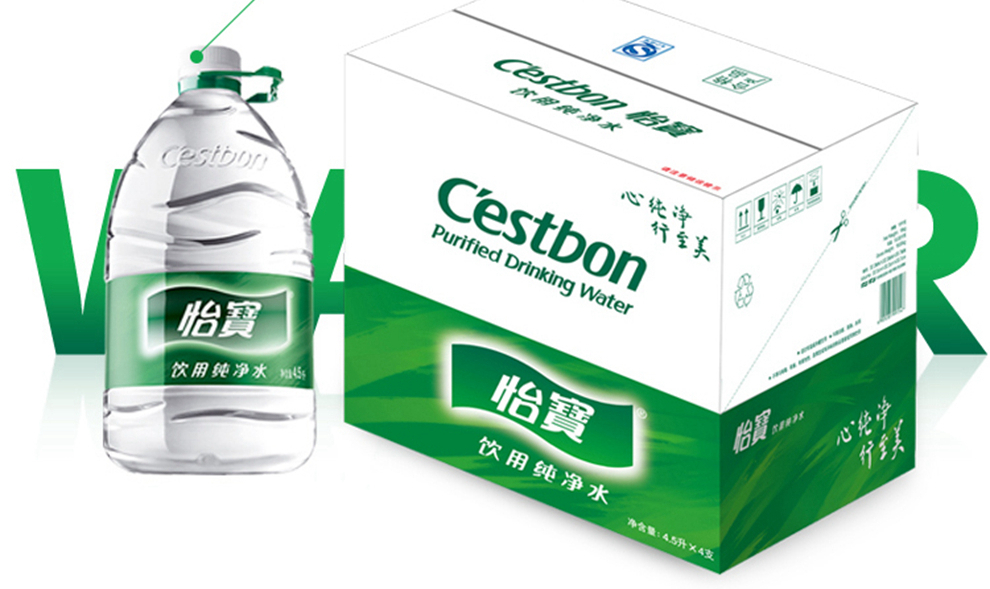 WATER
Cestbon
怡寶
饮用纯净水
净含量4.5升
C'estbon 怡寶
饮用纯净水
C'estbon
Purified Drinking Water
心纯净
行至美
怡寶®
饮用纯净水
净含量:4.5升×4支
怡寶 饮用纯净水
心纯净
行至美